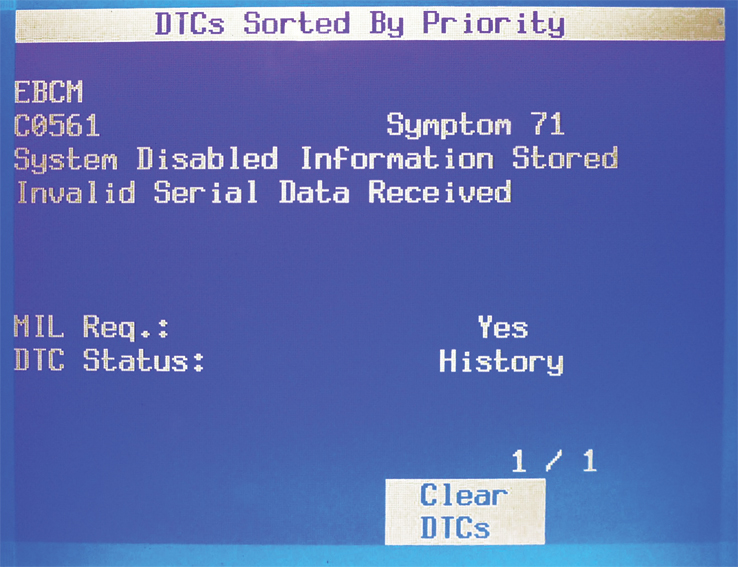 DTCs Sorted By Priority
EBCM
C0561 Symptom 71
System Disabled Information Stored
Invalid Serial Data Received
MIL Req.: Yes
DTC Status: History
1 / 1
Clear
DTCs